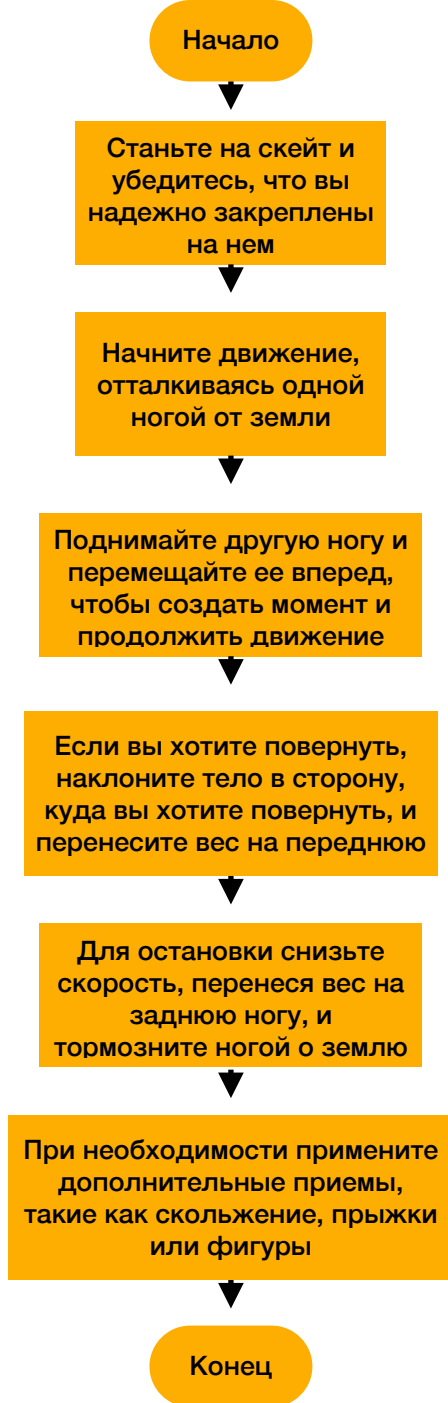 Начало
Станьте на скейт и
убедитесь, что вы
надежно закреплены
на нем
Начните движение,
отталкиваясь одной
ногой от земли
Поднимайте другую ногу и
перемещайте ее вперед,
чтобы создать момент и
продолжить движение
Если вы хотите повернуть,
наклоните тело в сторону,
куда вы хотите повернуть, и
перенесите вес на переднюю
Для остановки снизьте
скорость, перенеся вес на
заднюю ногу, и
тормозните ногой о землю
При необходимости примените
дополнительные приемы,
такие как скольжение, прыжки
или фигуры
Конец